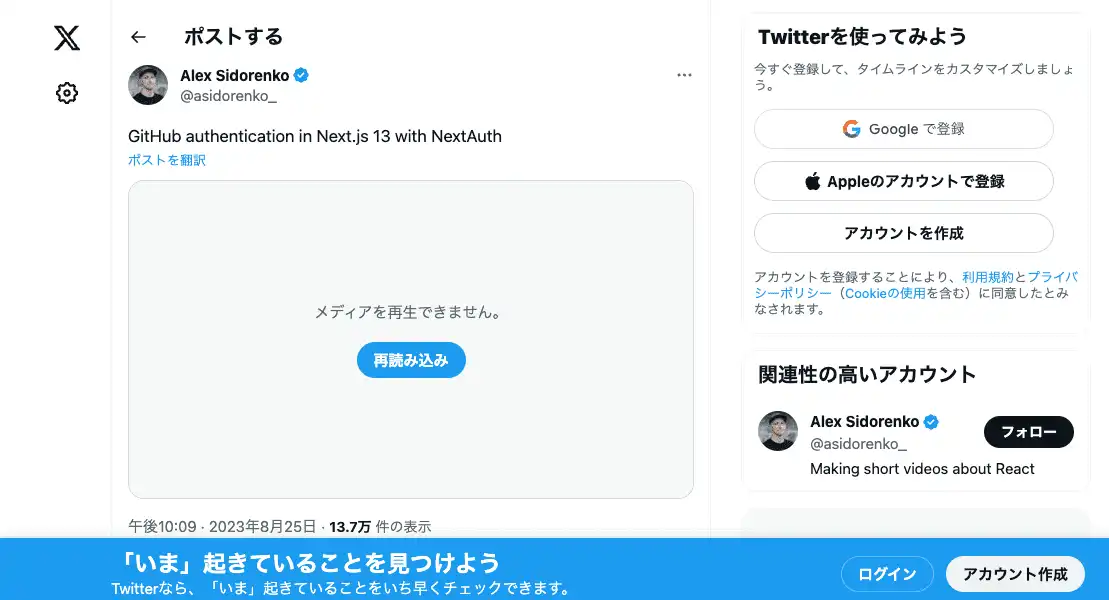 ポストする
Alex Sidorenko
@asidorenko_
GitHub authentication in Next.js 13 with NextAuth
ポストを翻訳
メディアを再生できません。
再読み込み
午後10:09 · 2023年8月25日 · 13.7万 件の表示
Twitterを使ってみよう
今すぐ登録して、タイムラインをカスタマイズしましょ
う。
Google で登録
Appleのアカウントで登録
アカウントを作成
アカウントを登録することにより、利用規約とプライバ
シーポリシー（Cookieの使用を含む）に同意したとみ
なされます。
関連性の高いアカウント
Alex Sidorenko
@asidorenko_
フォロー
Making short videos about React
「いま」起きていることを見つけよう
Twitterなら、「いま」起きていることをいち早くチェックできます。
ログイン
アカウント作成